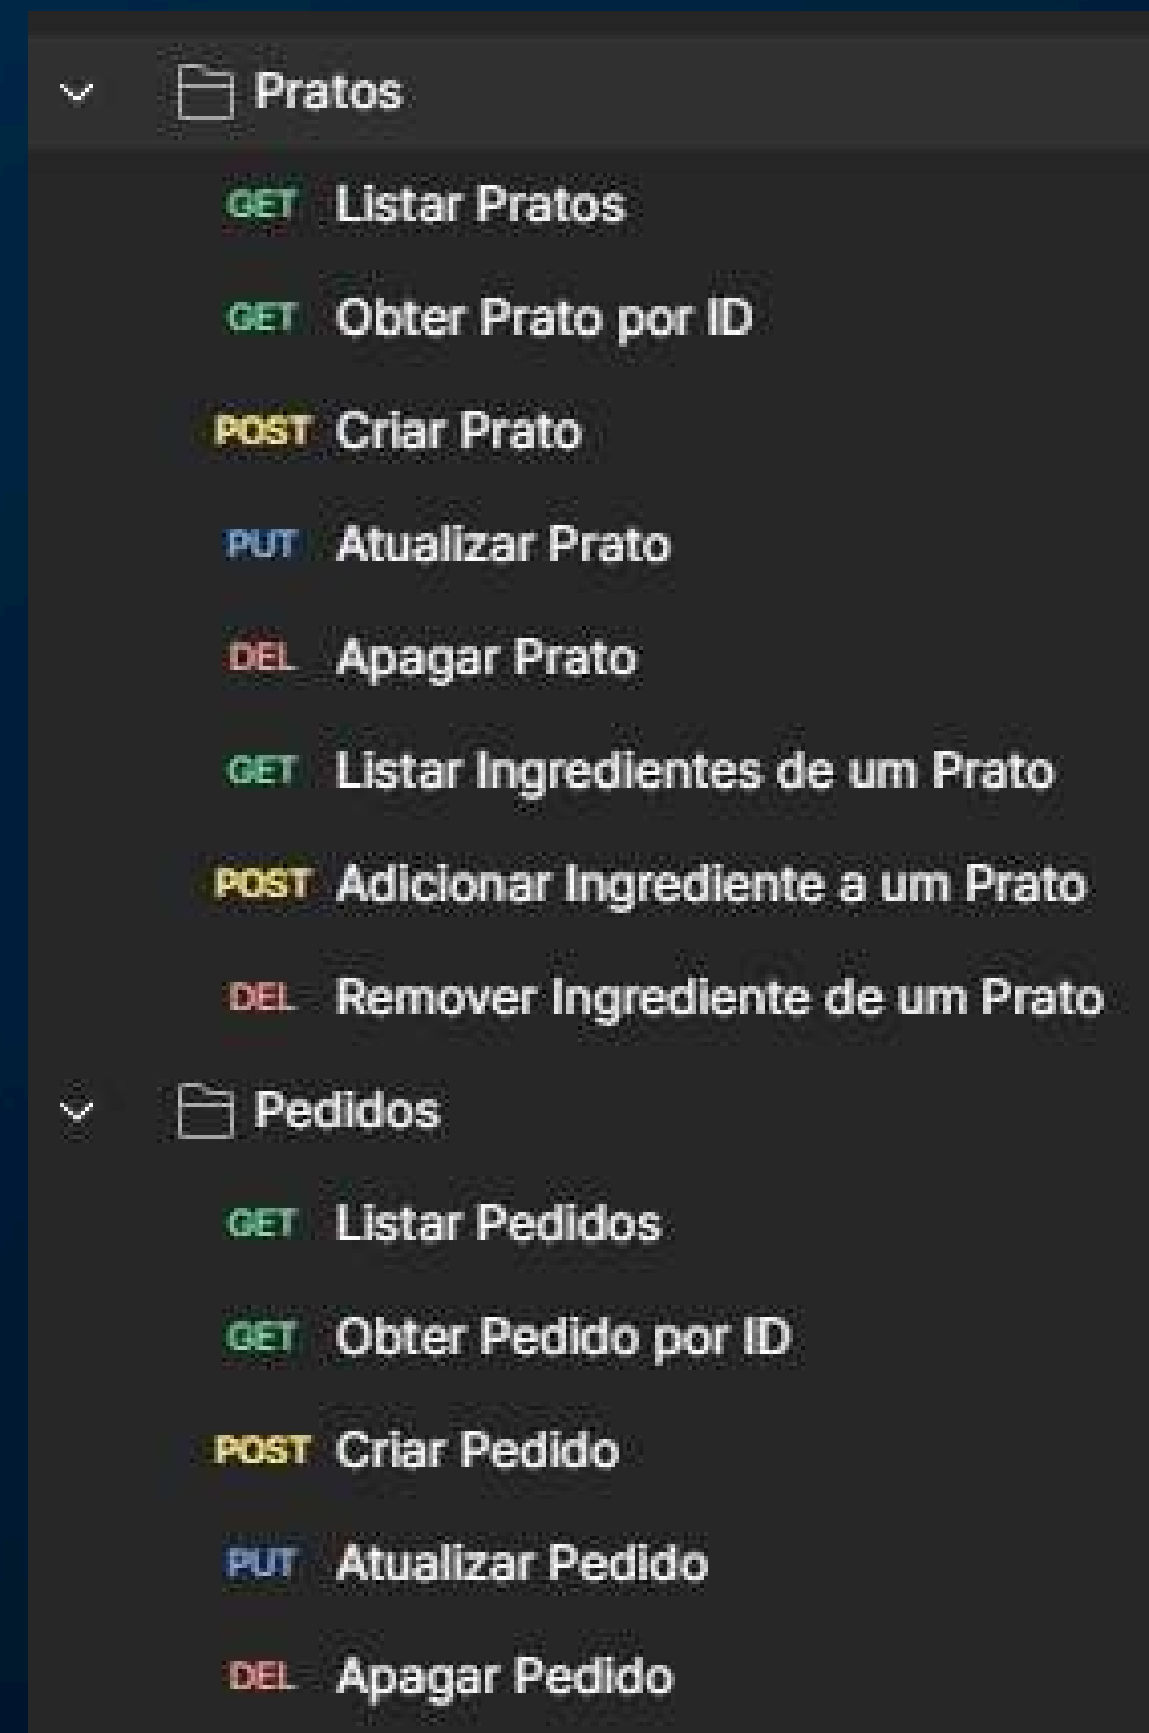 Pratos
GET Listar Pratos
GET Obter Prato por ID
POST Criar Prato
PUT Atualizar Prato
DEL Apagar Prato
GET Listar Ingredientes de um Prato
POST Adicionar Ingrediente a um Prato
DEL Remover Ingrediente de um Prato
Pedidos
GET Listar Pedidos
GET Obter Pedido por ID
POST Criar Pedido
PUT Atualizar Pedido
DEL Apagar Pedido